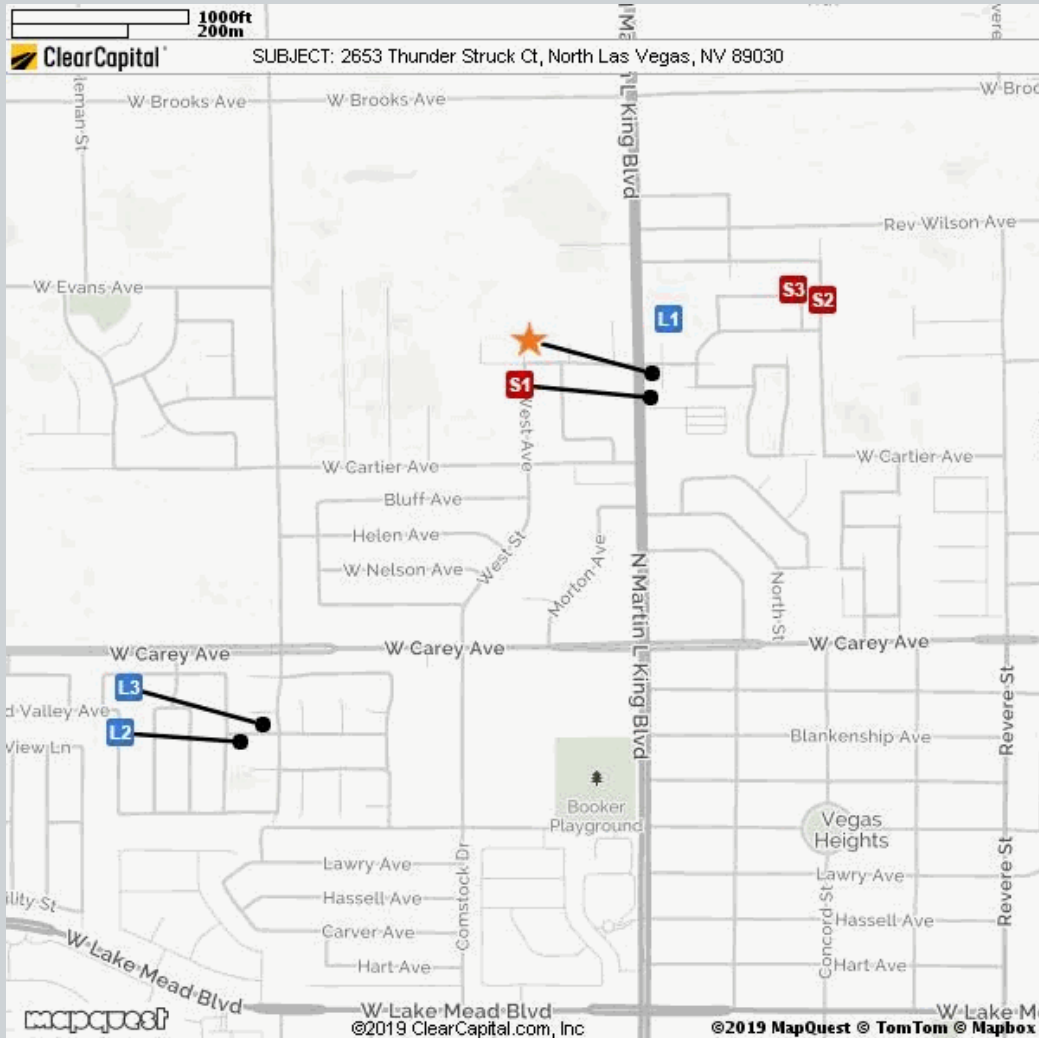 1000ft
200m
ClearCapital
SUBJECT: 2653 Thunder Struck Ct, North Las Vegas, NV 89030
W Brooks Ave
W Brooks Ave
W Broo
leman St
L King Blvd
Rev Wilson Ave
W Evans Ave
S3
S2
L1
S1
West Ave
W Cartier Ave
W Cartier Ave
Bluff Ave
Helen Ave
W Nelson Ave
West St
Morton Ave
N Martin L King Blvd
North St
W Carey Ave
W Carey Ave
W Carey Ave
L3
d Valley Ave
L2
View Ln
Blankenship Ave
Revere St
Booker
Playground
Vegas
Heights
Lawry Ave
Lawry Ave
Hassell Ave
Hassell Ave
Carver Ave
Hart Ave
Hart Ave
Comstock Dr
Concord St
Revere St
ility St
W Lake Mead Blvd
W Lake Mead Blvd
W Lake M
mapquest
©2019 ClearCapital.com, Inc
©2019 MapQuest © TomTom © Mapbox